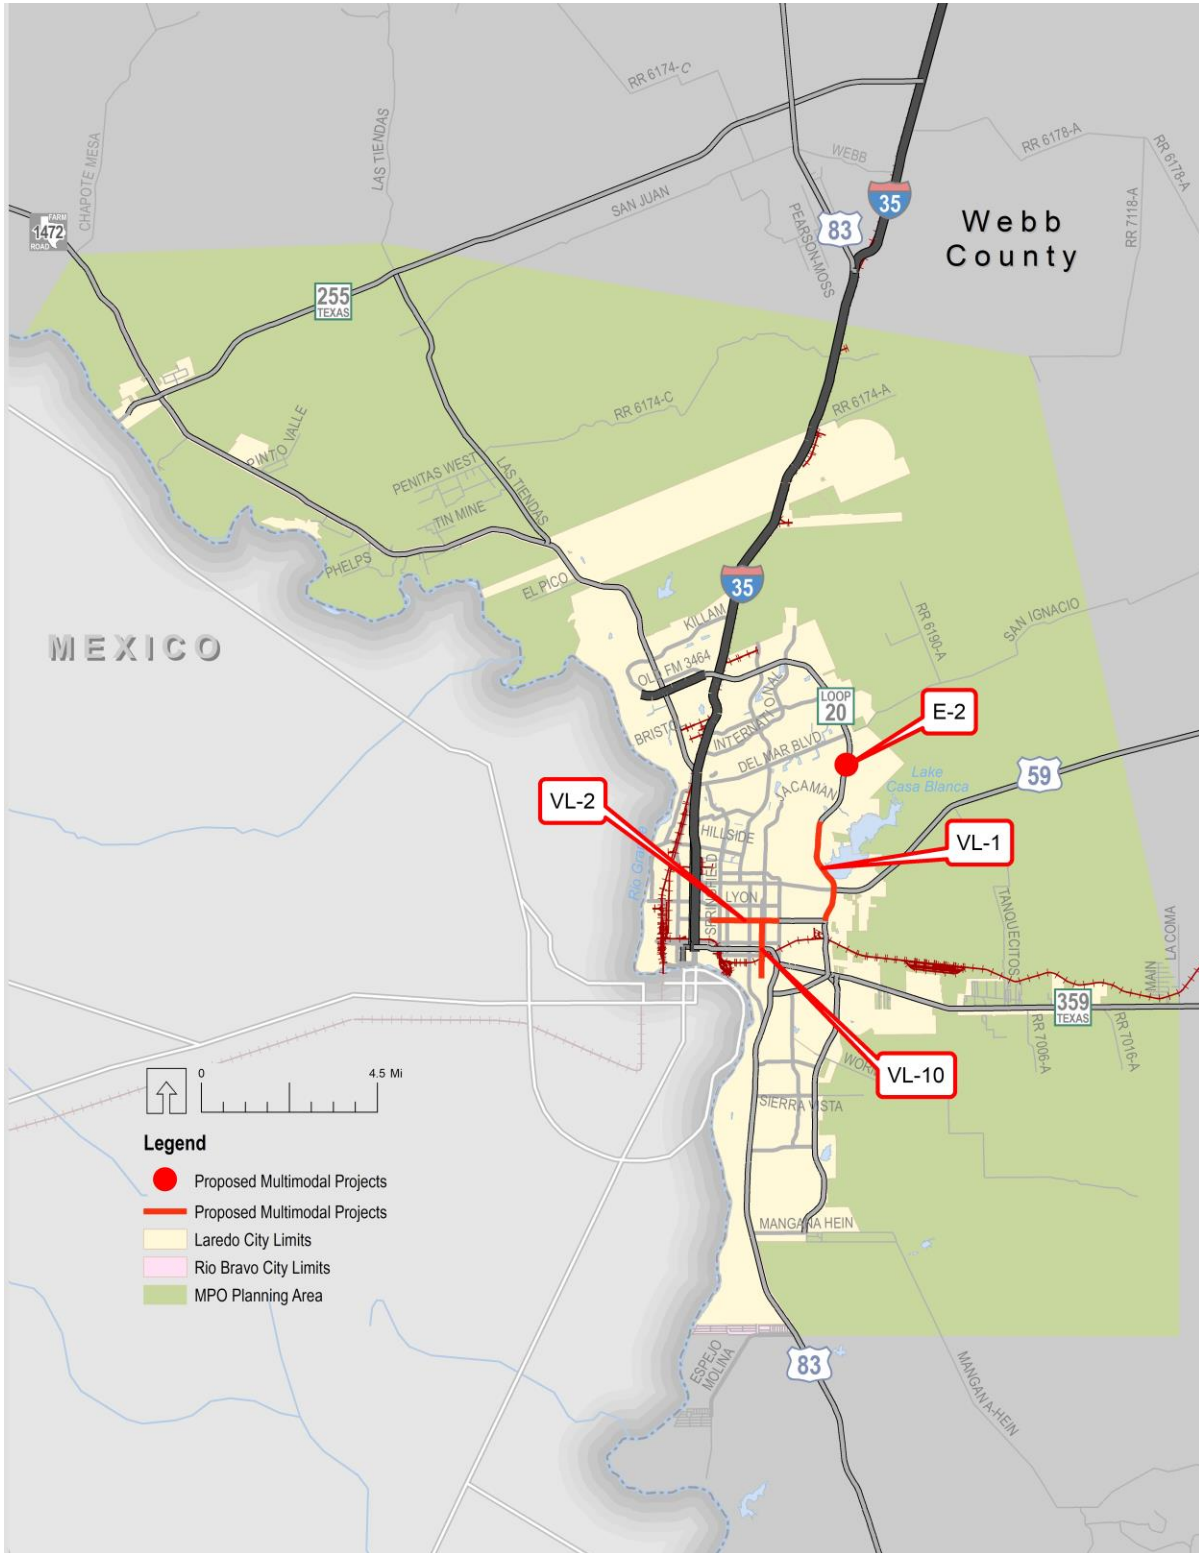 RR 6174-C
LAS TIENDAS
CHAPOTE MESA
WEBB
RR 6178-A
RR 6178-A
SAN JUAN
35
FARM
1472
ROAD
83
PEARSON-MOSS
Webb
County
RR 7118-A
255
TEXAS
RR 6174-C
RR 6174-A
PINTO VALLE
PENITAS WEST
LAS TIENDAS
TIN MINE
PHELPS
EL PICO
35
KILLAM
RR 6190-A
SAN IGNACIO
MEXICO
OLD FM 3464
LOOP
20
E-2
BRISTO
INTERNATIONAL
DEL MAR BLVD
59
Lake
Casa Blanca
JACAMAN
VL-2
HILLSIDE
VL-1
Rio Grande
SPRINGFIELD
LYON
TANQUECITOS
LA COMA
MAIN
359
TEXAS
RR 7006-A
RR 7016-A
VL-10
SIERRA VISTA
0 4.5 Mi
Legend
Proposed Multimodal Projects
Proposed Multimodal Projects
Laredo City Limits
Rio Bravo City Limits
MPO Planning Area
MANGANA HEIN
ESPEJO
MOLINA
83
MANGANA-HEIN